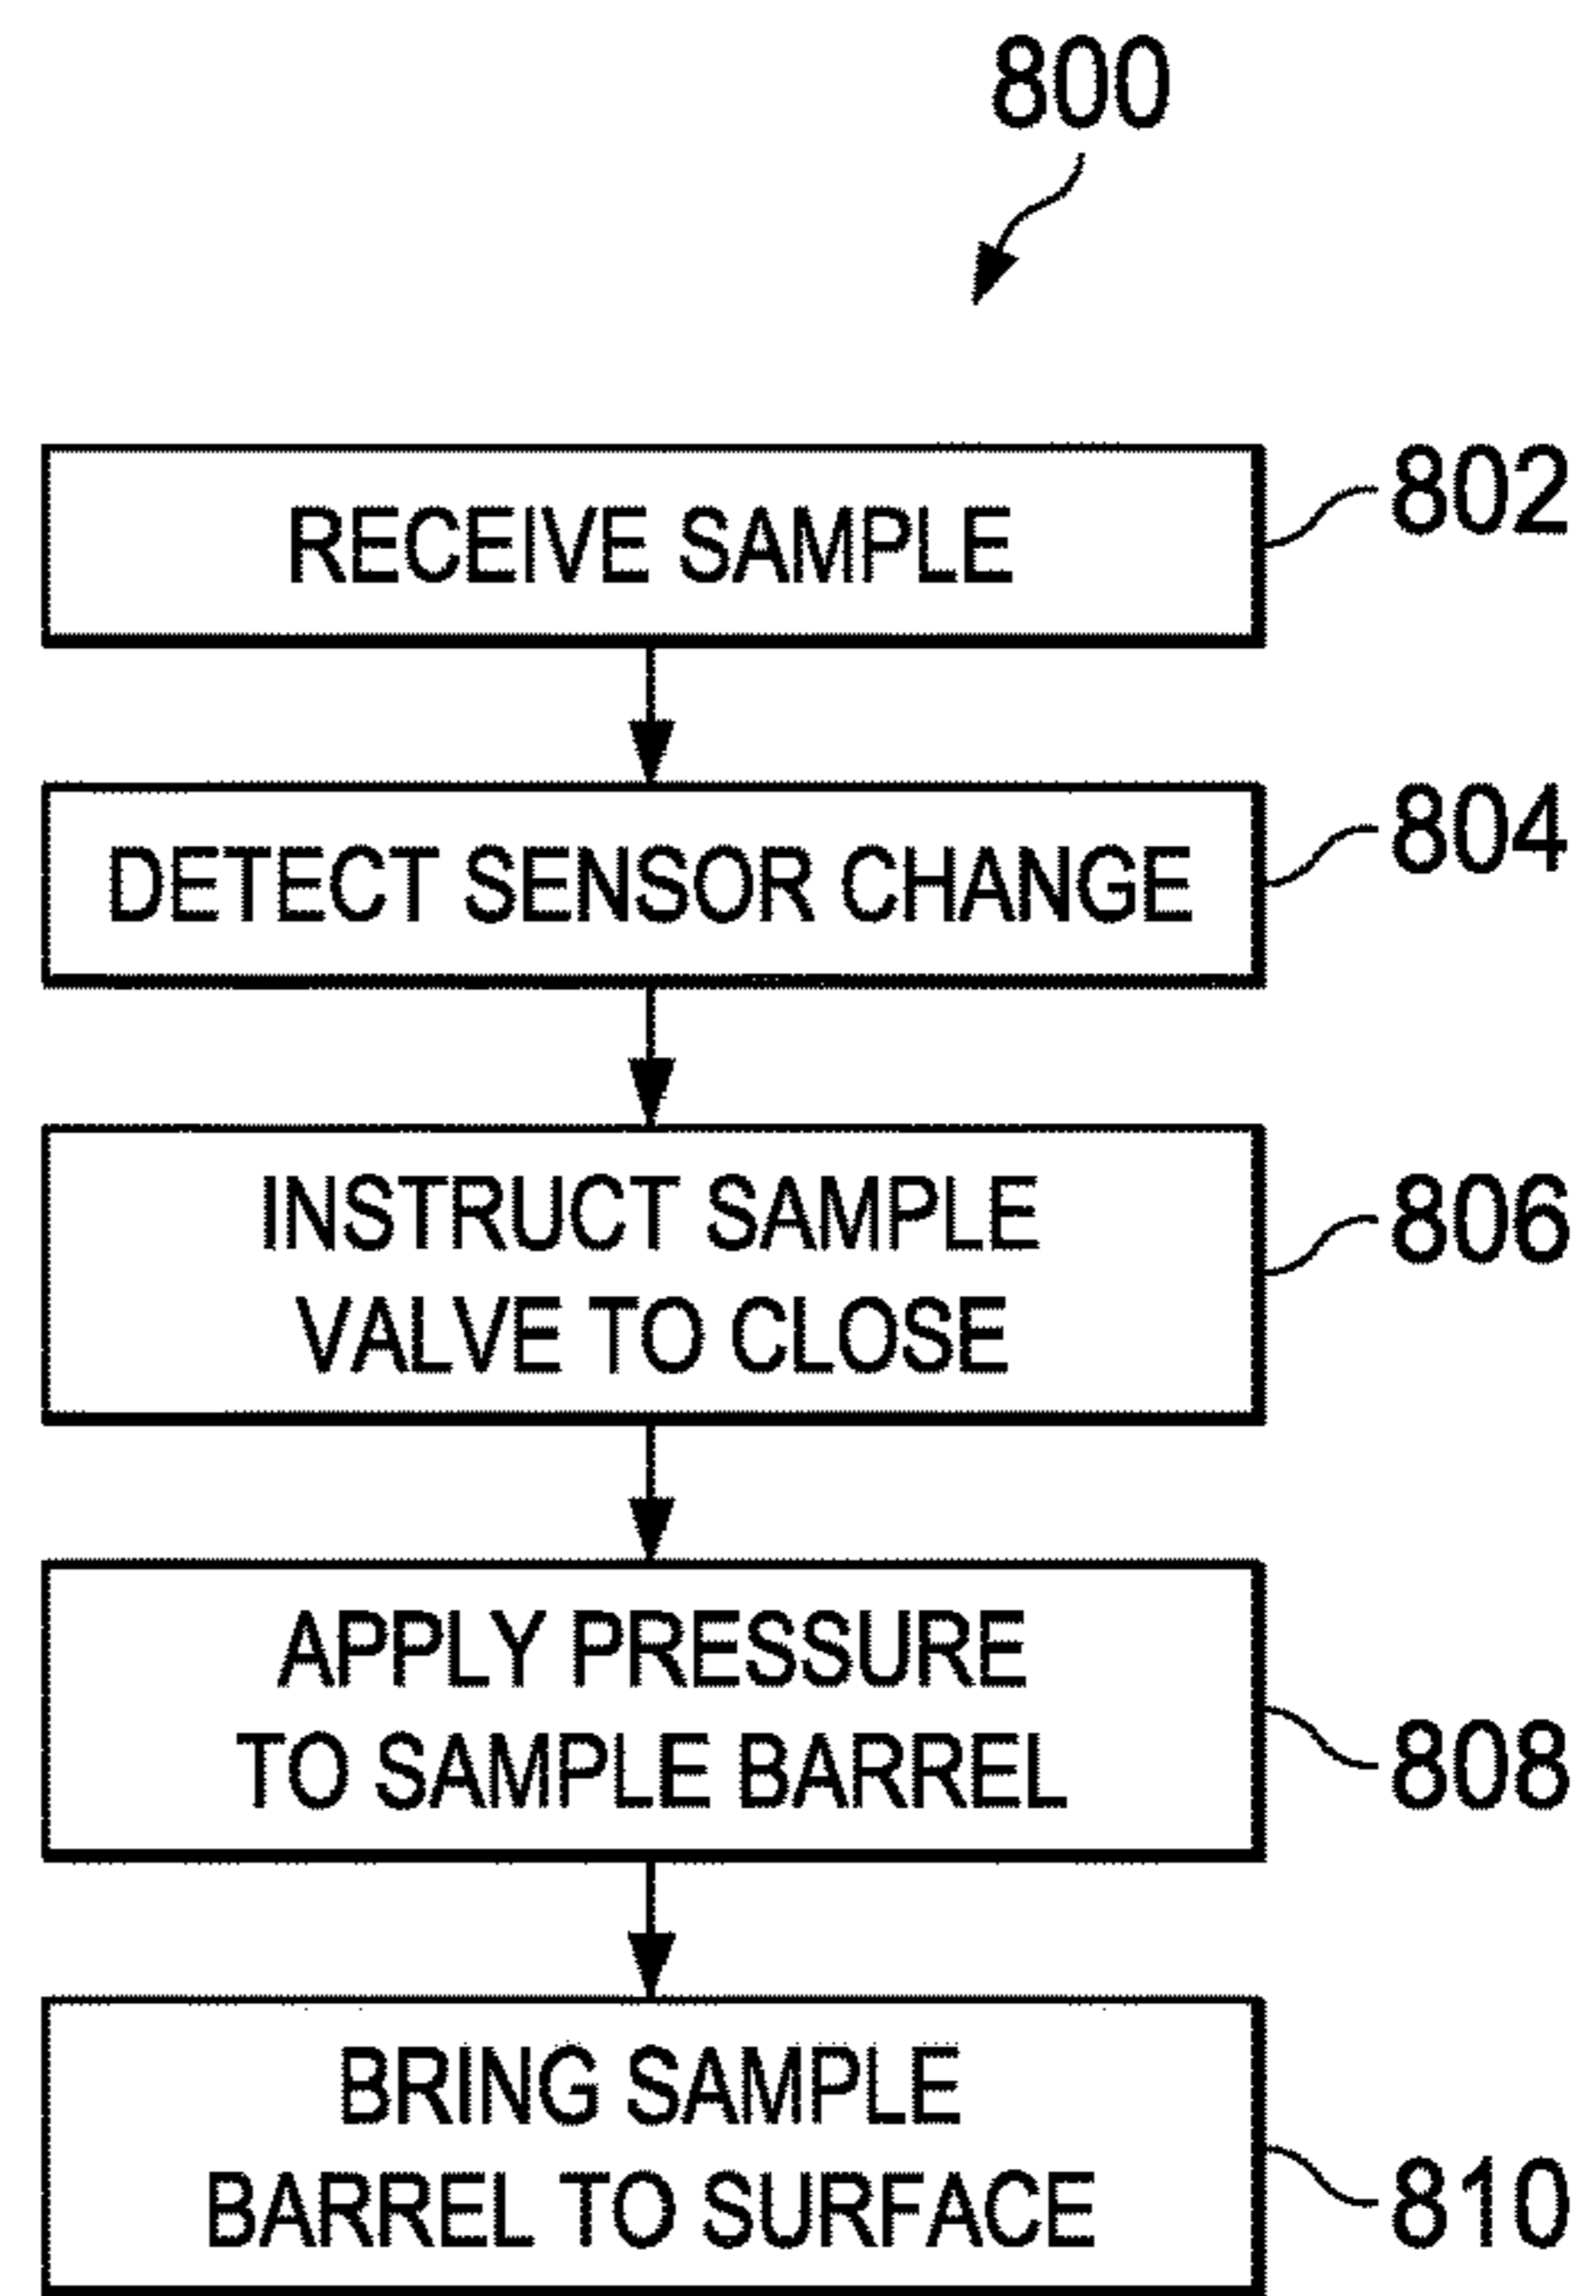 800
RECEIVE SAMPLE
802
DETECT SENSOR CHANGE
804
INSTRUCT SAMPLE
VALVE TO CLOSE
806
APPLY PRESSURE
TO SAMPLE BARREL
808
BRING SAMPLE
BARREL TO SURFACE
810